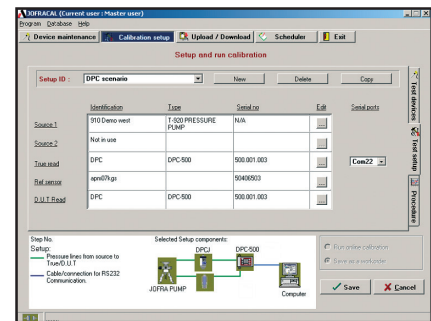 JOFRACAL (Current user : Master user)
Program Database Help
Device maintenance Calibration setup Upload / Download Scheduler Exit
Setup and run calibration
Setup ID : DPC scenario New Delete Copy
Identification Type Serial no Edit Serial ports
Source 1 910 Demo west T-920 PRESSURE PUMP N/A ...
Source 2 Not in use ...
True read DPC DPC-500 500.001.003 ... Com22
Ref.sensor apm07kgs 50406503 ...
D.U.T Read DPC DPC-500 500.001.003 ...
Test devices
Test setup
Procedure
Step No. Selected Setup components:
Setup:
Pressure lines from source to True/D.U.T
Cable/connection for RS232 Communication.
DPCJ DPC-500
JOFRA PUMP Computer
Run online calibration
Save as a work order
Save Cancel